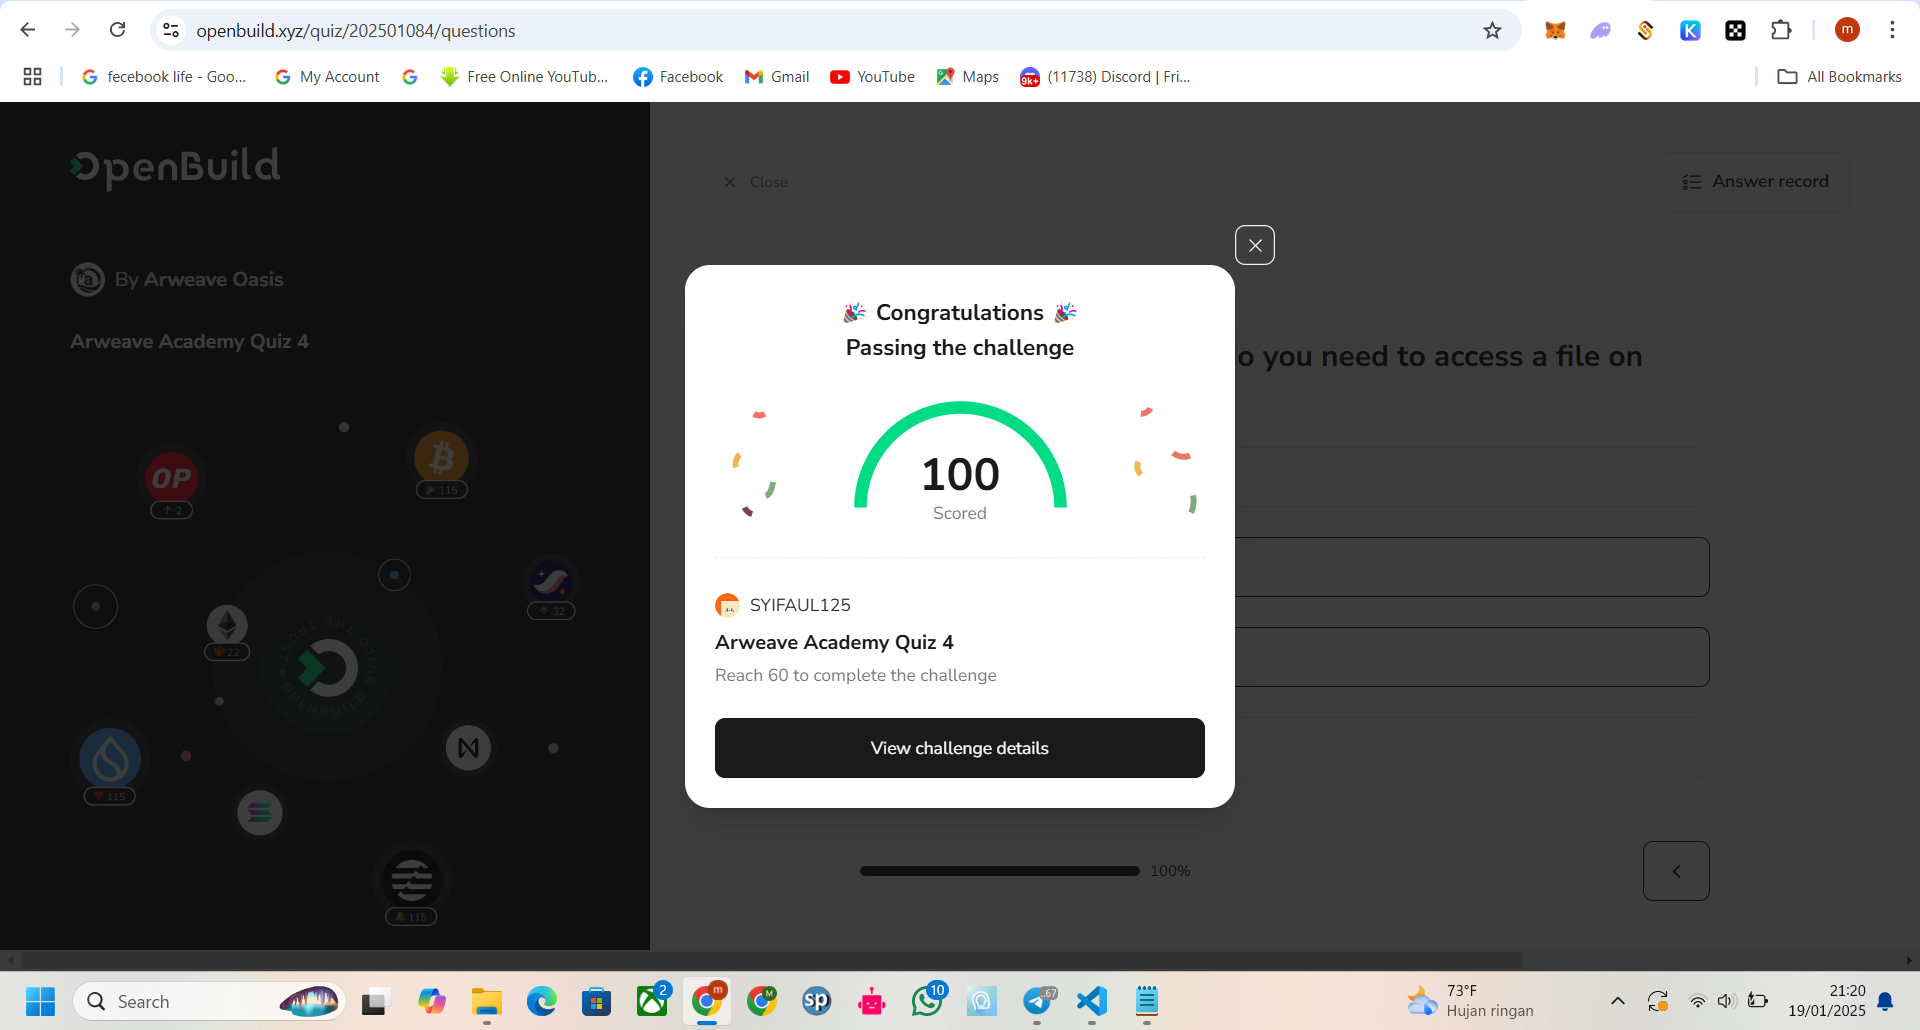 openbuild.xyz/quiz/202501084/questions
K
m
fecebook life - Goo...
My Account
Free Online YouTub...
Facebook
Gmail
YouTube
Maps
9k+
(11738) Discord | Fri...
All Bookmarks
OpenBuild
By Arweave Oasis
Arweave Academy Quiz 4
OP
2
115
32
22
115
115
Close
Answer record
o you need to access a file on
Congratulations
Passing the challenge
100
Scored
SYIFAUL125
Arweave Academy Quiz 4
Reach 60 to complete the challenge
View challenge details
100%
Search
2
m
M
sp
10
.67
73°F
Hujan ringan
21:20
19/01/2025